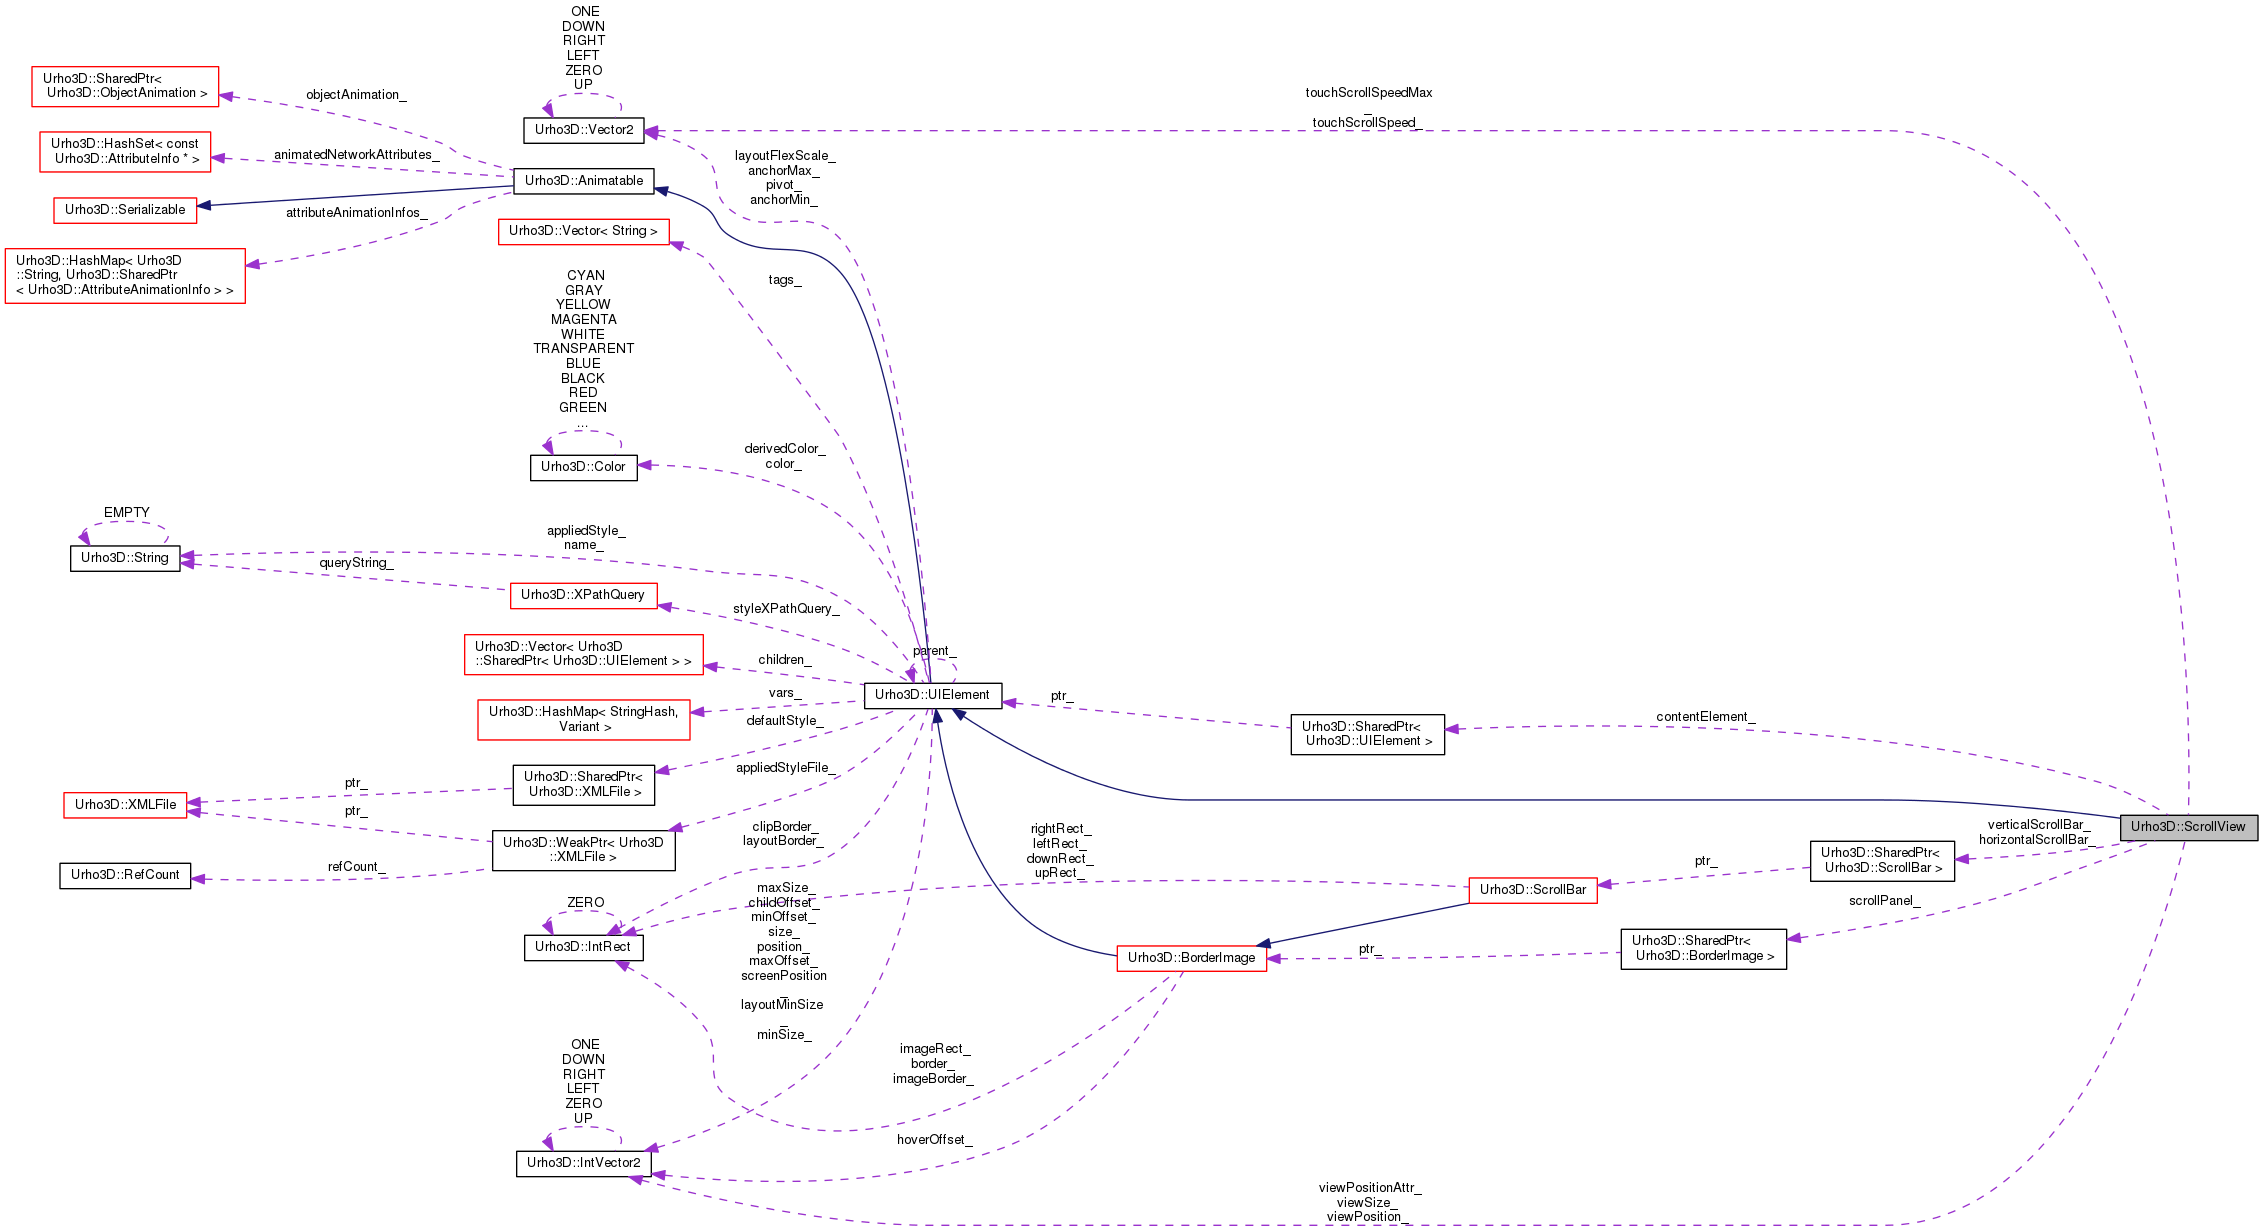 ONE
DOWN
RIGHT
LEFT
ZERO
UP
Urho3D::Vector2
Urho3D::SharedPtr<
Urho3D::ObjectAnimation >
objectAnimation_
Urho3D::HashSet< const
Urho3D::AttributeInfo * >
animatedNetworkAttributes_
Urho3D::Animatable
Urho3D::Serializable
attributeAnimationInfos_
Urho3D::HashMap< Urho3D
::String, Urho3D::SharedPtr
< Urho3D::AttributeAnimationInfo > >
touchScrollSpeedMax
_
touchScrollSpeed_
layoutFlexScale_
anchorMax_
pivot_
anchorMin_
Urho3D::Vector< String >
tags_
CYAN
GRAY
YELLOW
MAGENTA
WHITE
TRANSPARENT
BLUE
BLACK
RED
GREEN
...
Urho3D::Color
derivedColor_
color_
EMPTY
Urho3D::String
appliedStyle_
name_
queryString_
Urho3D::XPathQuery
styleXPathQuery_
Urho3D::Vector< Urho3D
::SharedPtr< Urho3D::UIElement > >
children_
parent_
Urho3D::UIElement
Urho3D::HashMap< StringHash,
Variant >
vars_
defaultStyle_
ptr_
Urho3D::SharedPtr<
Urho3D::UIElement >
contentElement_
Urho3D::SharedPtr<
Urho3D::XMLFile >
appliedStyleFile_
ptr_
Urho3D::XMLFile
ptr_
Urho3D::WeakPtr< Urho3D
::XMLFile >
refCount_
Urho3D::RefCount
clipBorder_
layoutBorder_
rightRect_
leftRect_
downRect_
upRect_
Urho3D::ScrollView
verticalScrollBar_
horizontalScrollBar_
Urho3D::SharedPtr<
Urho3D::ScrollBar >
ptr_
Urho3D::ScrollBar
scrollPanel_
Urho3D::SharedPtr<
Urho3D::BorderImage >
ptr_
Urho3D::BorderImage
ZERO
Urho3D::IntRect
maxSize_
childOffset_
minOffset_
size_
position_
maxOffset_
screenPosition
_
layoutMinSize
_
minSize_
imageRect_
border_
imageBorder_
hoverOffset_
ONE
DOWN
RIGHT
LEFT
ZERO
UP
Urho3D::IntVector2
viewPositionAttr_
viewSize_
viewPosition_